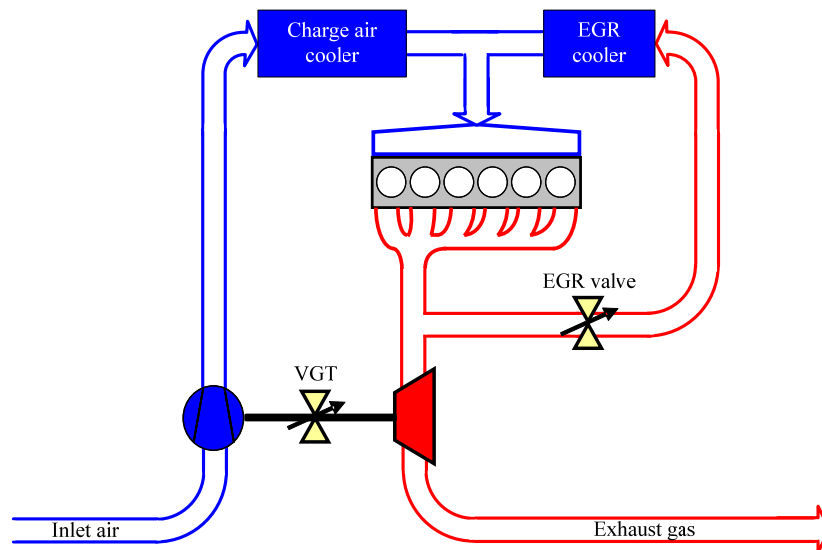 Charge air
cooler
EGR
cooler
EGR valve
VGT
Inlet air
Exhaust gas